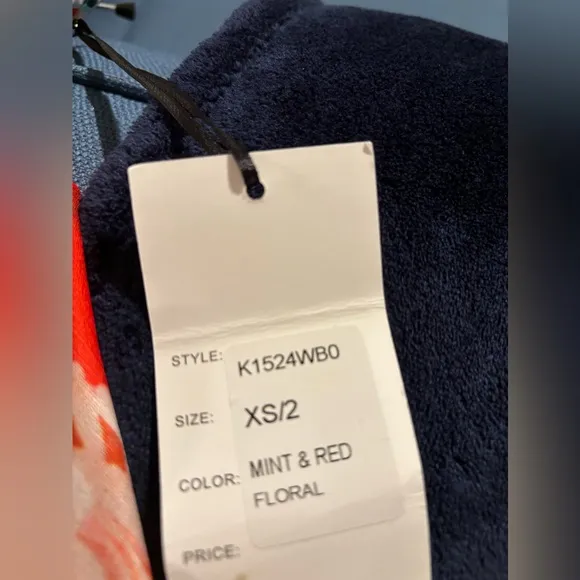 STYLE: K1524WB0
SIZE: XS/2
COLOR: MINT & RED
FLORAL
PRICE: